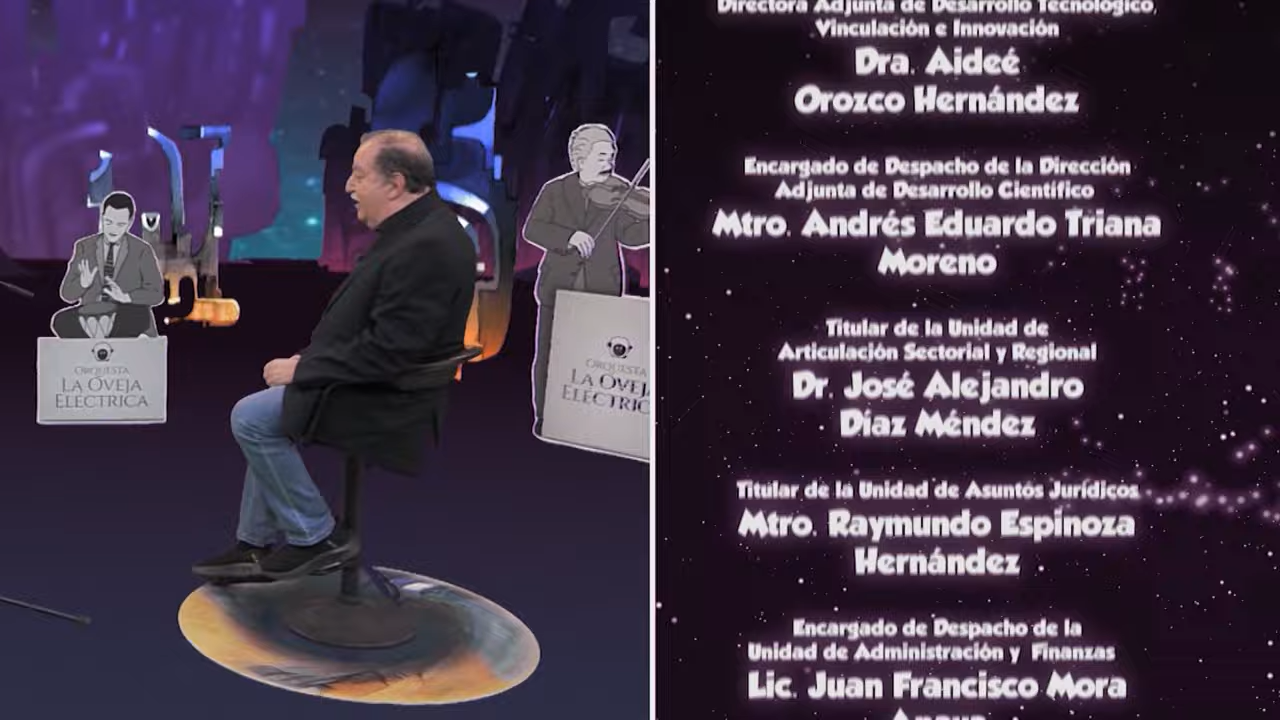 ORQUESTA
LA OVEJA
ELÉCTRICA
ORQUESTA
LA OVEJ
ELÉCTRIC
Directora Adjunta de Desarrollo Tecnológico,
Vinculación e Innovación
Dra. Aideé
Orozco Hernández
Encargado de Despacho de la Dirección
Adjunta de Desarrollo Científico
Mtro. Andrés Eduardo Triana
Moreno
Titular de la Unidad de
Articulación Sectorial y Regional
Dr. José Alejandro
Díaz Méndez
Titular de la Unidad de Asuntos Jurídicos
Mtro. Raymundo Espinoza
Hernández
Encargado de Despacho de la
Unidad de Administración y Finanzas
Lic. Juan Francisco Mora